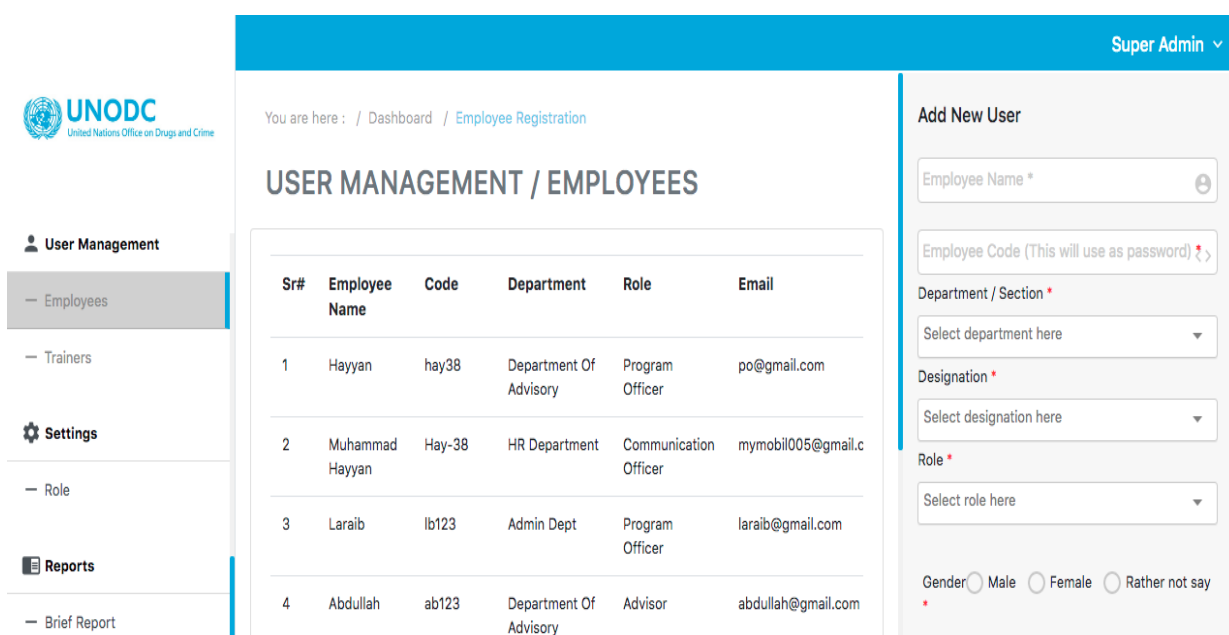 Super Admin
UNODC
United Nations Office on Drugs and Crime
User Management
— Employees
— Trainers
Settings
— Role
Reports
— Brief Report
You are here : / Dashboard / Employee Registration
USER MANAGEMENT / EMPLOYEES
Sr# Employee Code Department Role Email
Name
1 Hayyan hay38 Department Of Program po@gmail.com
Advisory Officer
2 Muhammad Hay-38 HR Department Communication mymobil005@gmail.c
Hayyan Officer
3 Laraib lb123 Admin Dept Program laraib@gmail.com
Officer
4 Abdullah ab123 Department Of Advisor abdullah@gmail.com
Advisory
Add New User
Employee Name *
Employee Code (This will use as password) *
Department / Section *
Select department here
Designation *
Select designation here
Role *
Select role here
Gender Male Female Rather not say
*